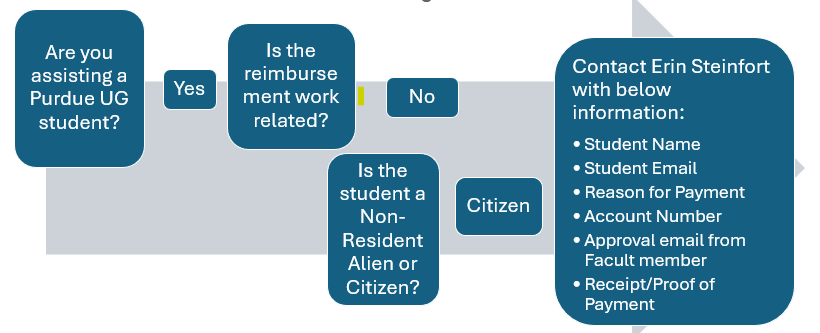 Are you
assisting a
Purdue UG
student?
Yes
Is the
reimburse
ment work
related?
No
Is the
student a
Non-
Resident
Alien or
Citizen?
Citizen
Contact Erin Steinfort
with below
information:
• Student Name
• Student Email
• Reason for Payment
• Account Number
• Approval email from
Facult member
• Receipt/Proof of
Payment